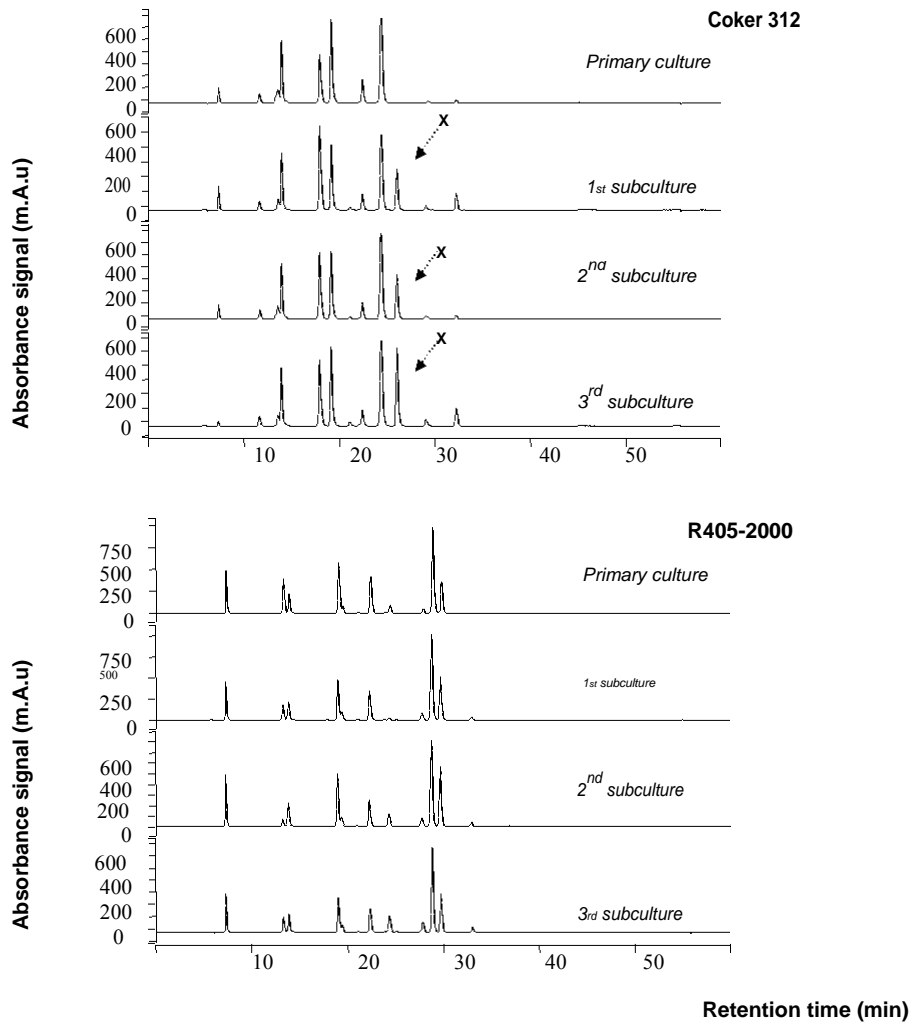 Coker 312
Absorbance signal (m.A.u)
600
400
200
0
Primary culture
600
400
200
0
X
1st subculture
600
400
200
0
X
2nd subculture
600
400
200
0
X
3rd subculture
10 20 30 40 50
R405-2000
Absorbance signal (m.A.u)
750
500
250
0
Primary culture
750
500
250
0
1st subculture
600
400
200
0
2nd subculture
600
400
200
0
3rd subculture
10 20 30 40 50
Retention time (min)